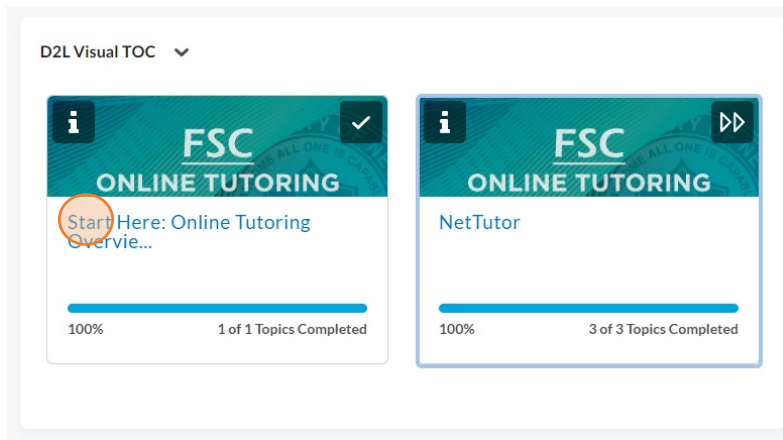 D2L Visual TOC
FSC
ONLINE TUTORING
Start Here: Online Tutoring
Overvie...
100%
1 of 1 Topics Completed
FSC
ONLINE TUTORING
NetTutor
100%
3 of 3 Topics Completed